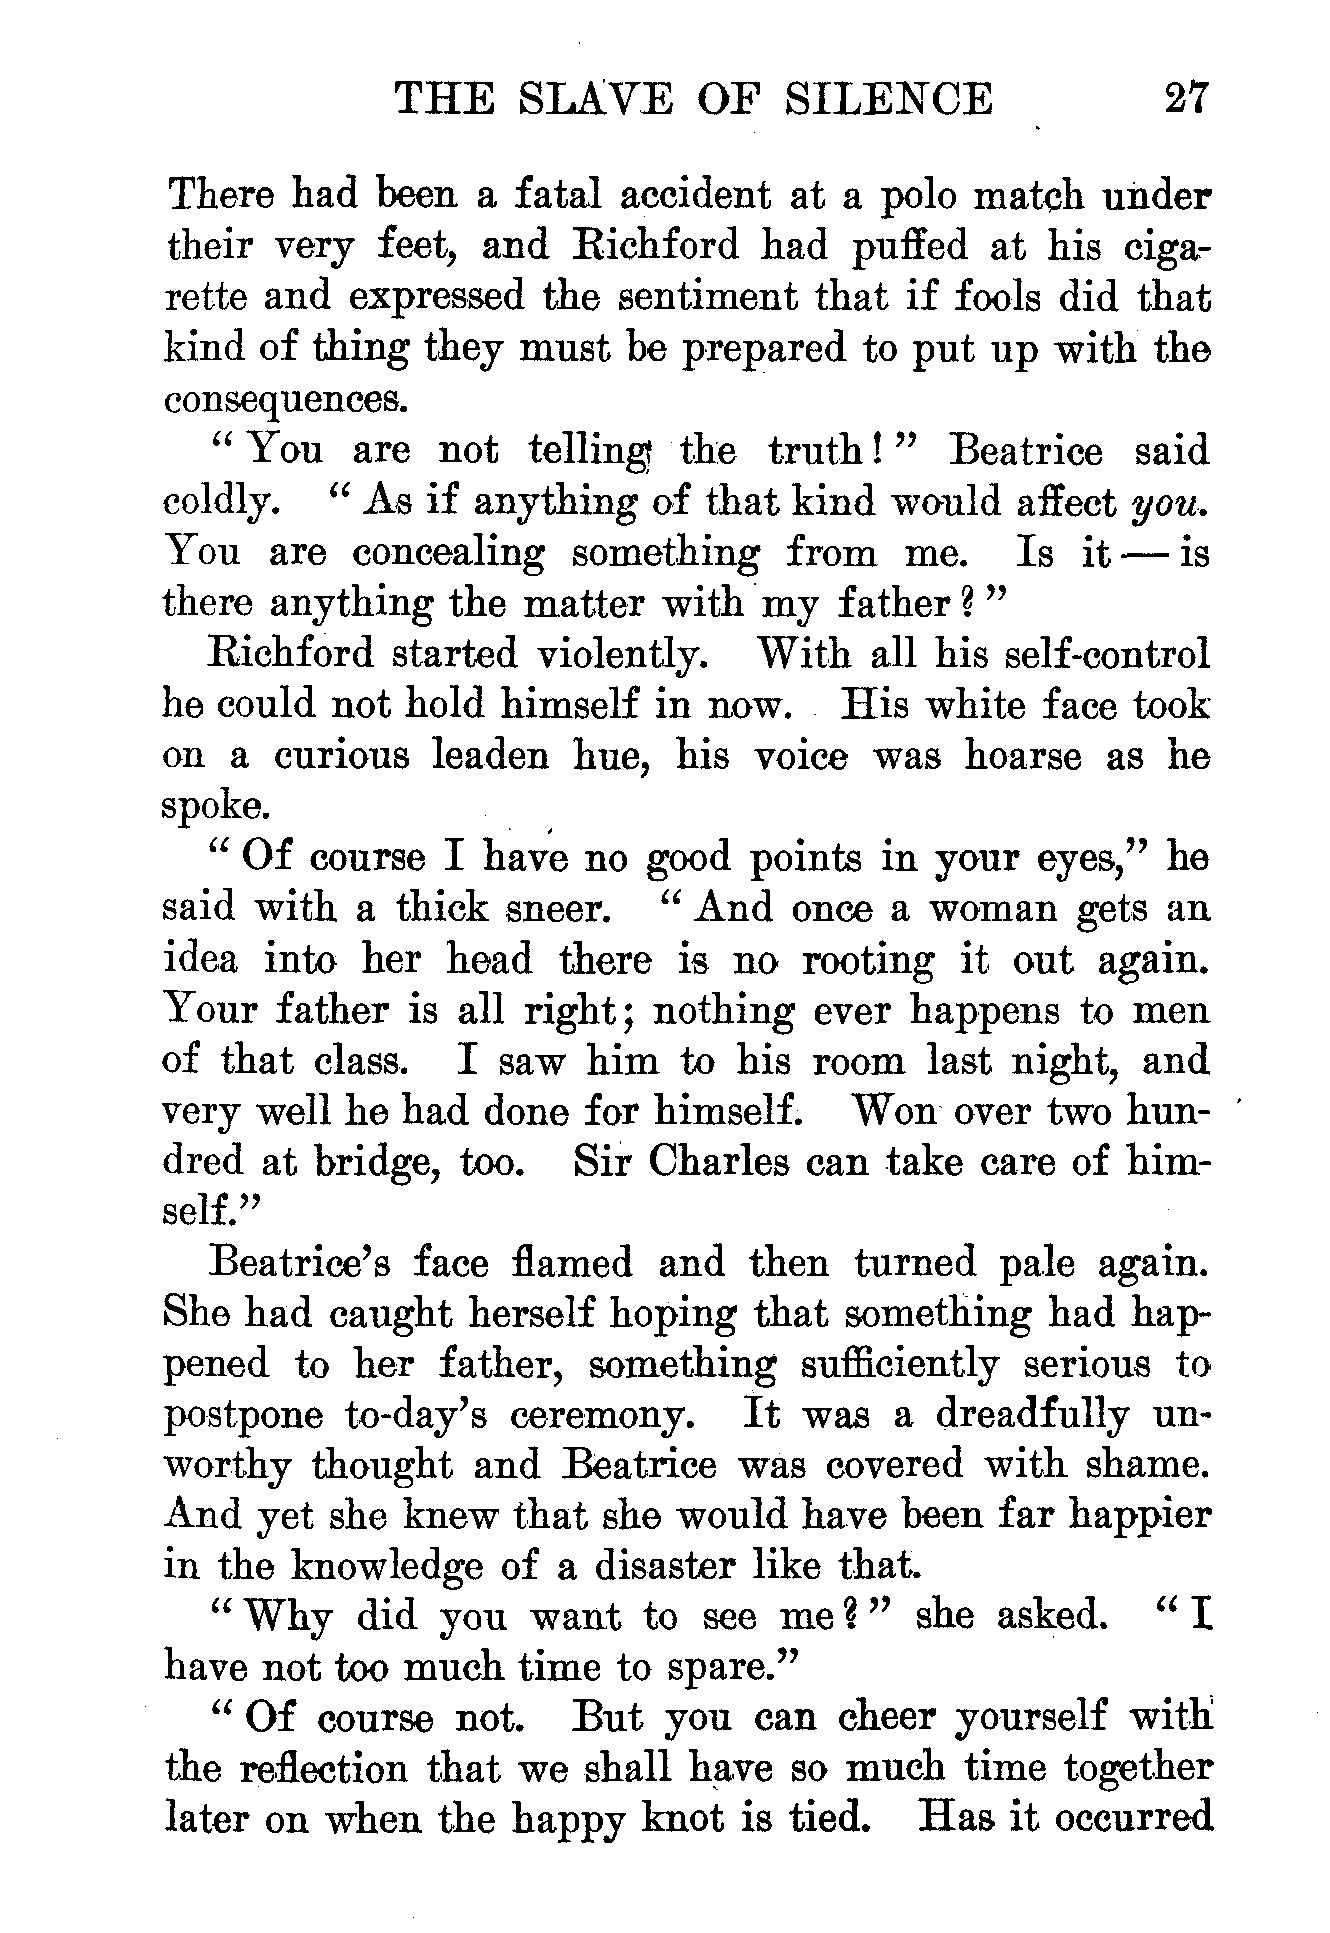 THE SLAVE OF SILENCE 27
There had been a fatal accident at a polo match under
their very feet, and Richford had puffed at his ciga-
rette and expressed the sentiment that if fools did that
kind of thing they must be prepared to put up with the
consequences.
“ You are not telling the truth! ” Beatrice said
coldly. “ As if anything of that kind would affect you.
You are concealing something from me. Is it — is
there anything the matter with my father? ”
Richford started violently. With all his self-control
he could not hold himself in now. His white face took
on a curious leaden hue, his voice was hoarse as he
spoke.
“ Of course I have no good points in your eyes,” he
said with a thick sneer. “ And once a woman gets an
idea into her head there is no rooting it out again.
Your father is all right; nothing ever happens to men
of that class. I saw him to his room last night, and
very well he had done for himself. Won over two hun-
dred at bridge, too. Sir Charles can take care of him-
self.”
Beatrice’s face flamed and then turned pale again.
She had caught herself hoping that something had hap-
pened to her father, something sufficiently serious to
postpone to-day’s ceremony. It was a dreadfully un-
worthy thought and Beatrice was covered with shame.
And yet she knew that she would have been far happier
in the knowledge of a disaster like that.
“ Why did you want to see me? ” she asked. “ I
have not too much time to spare.”
“ Of course not. But you can cheer yourself with
the reflection that we shall have so much time together
later on when the happy knot is tied. Has it occurred